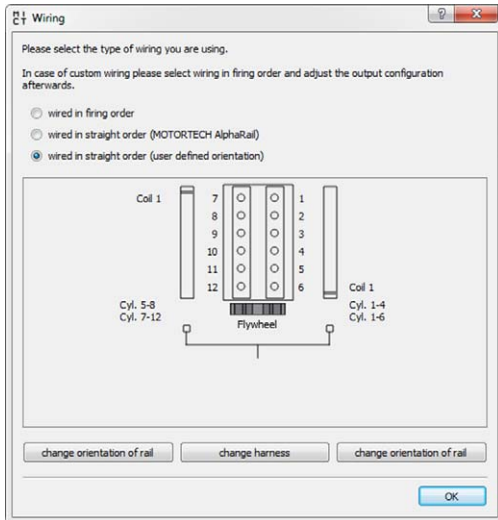 MICT Wiring
Please select the type of wiring you are using.
In case of custom wiring please select wiring in firing order and adjust the output configuration
afterwards.
wired in firing order
wired in straight order (MOTORTECH AlphaRail)
wired in straight order (user defined orientation)
Coil 1
7 1
8 2
9 3
10 4
11 5
12 6
Coil 1
Cyl. 5-8
Cyl. 7-12
Flywheel
Cyl. 1-4
Cyl. 1-6
change orientation of rail
change harness
change orientation of rail
OK